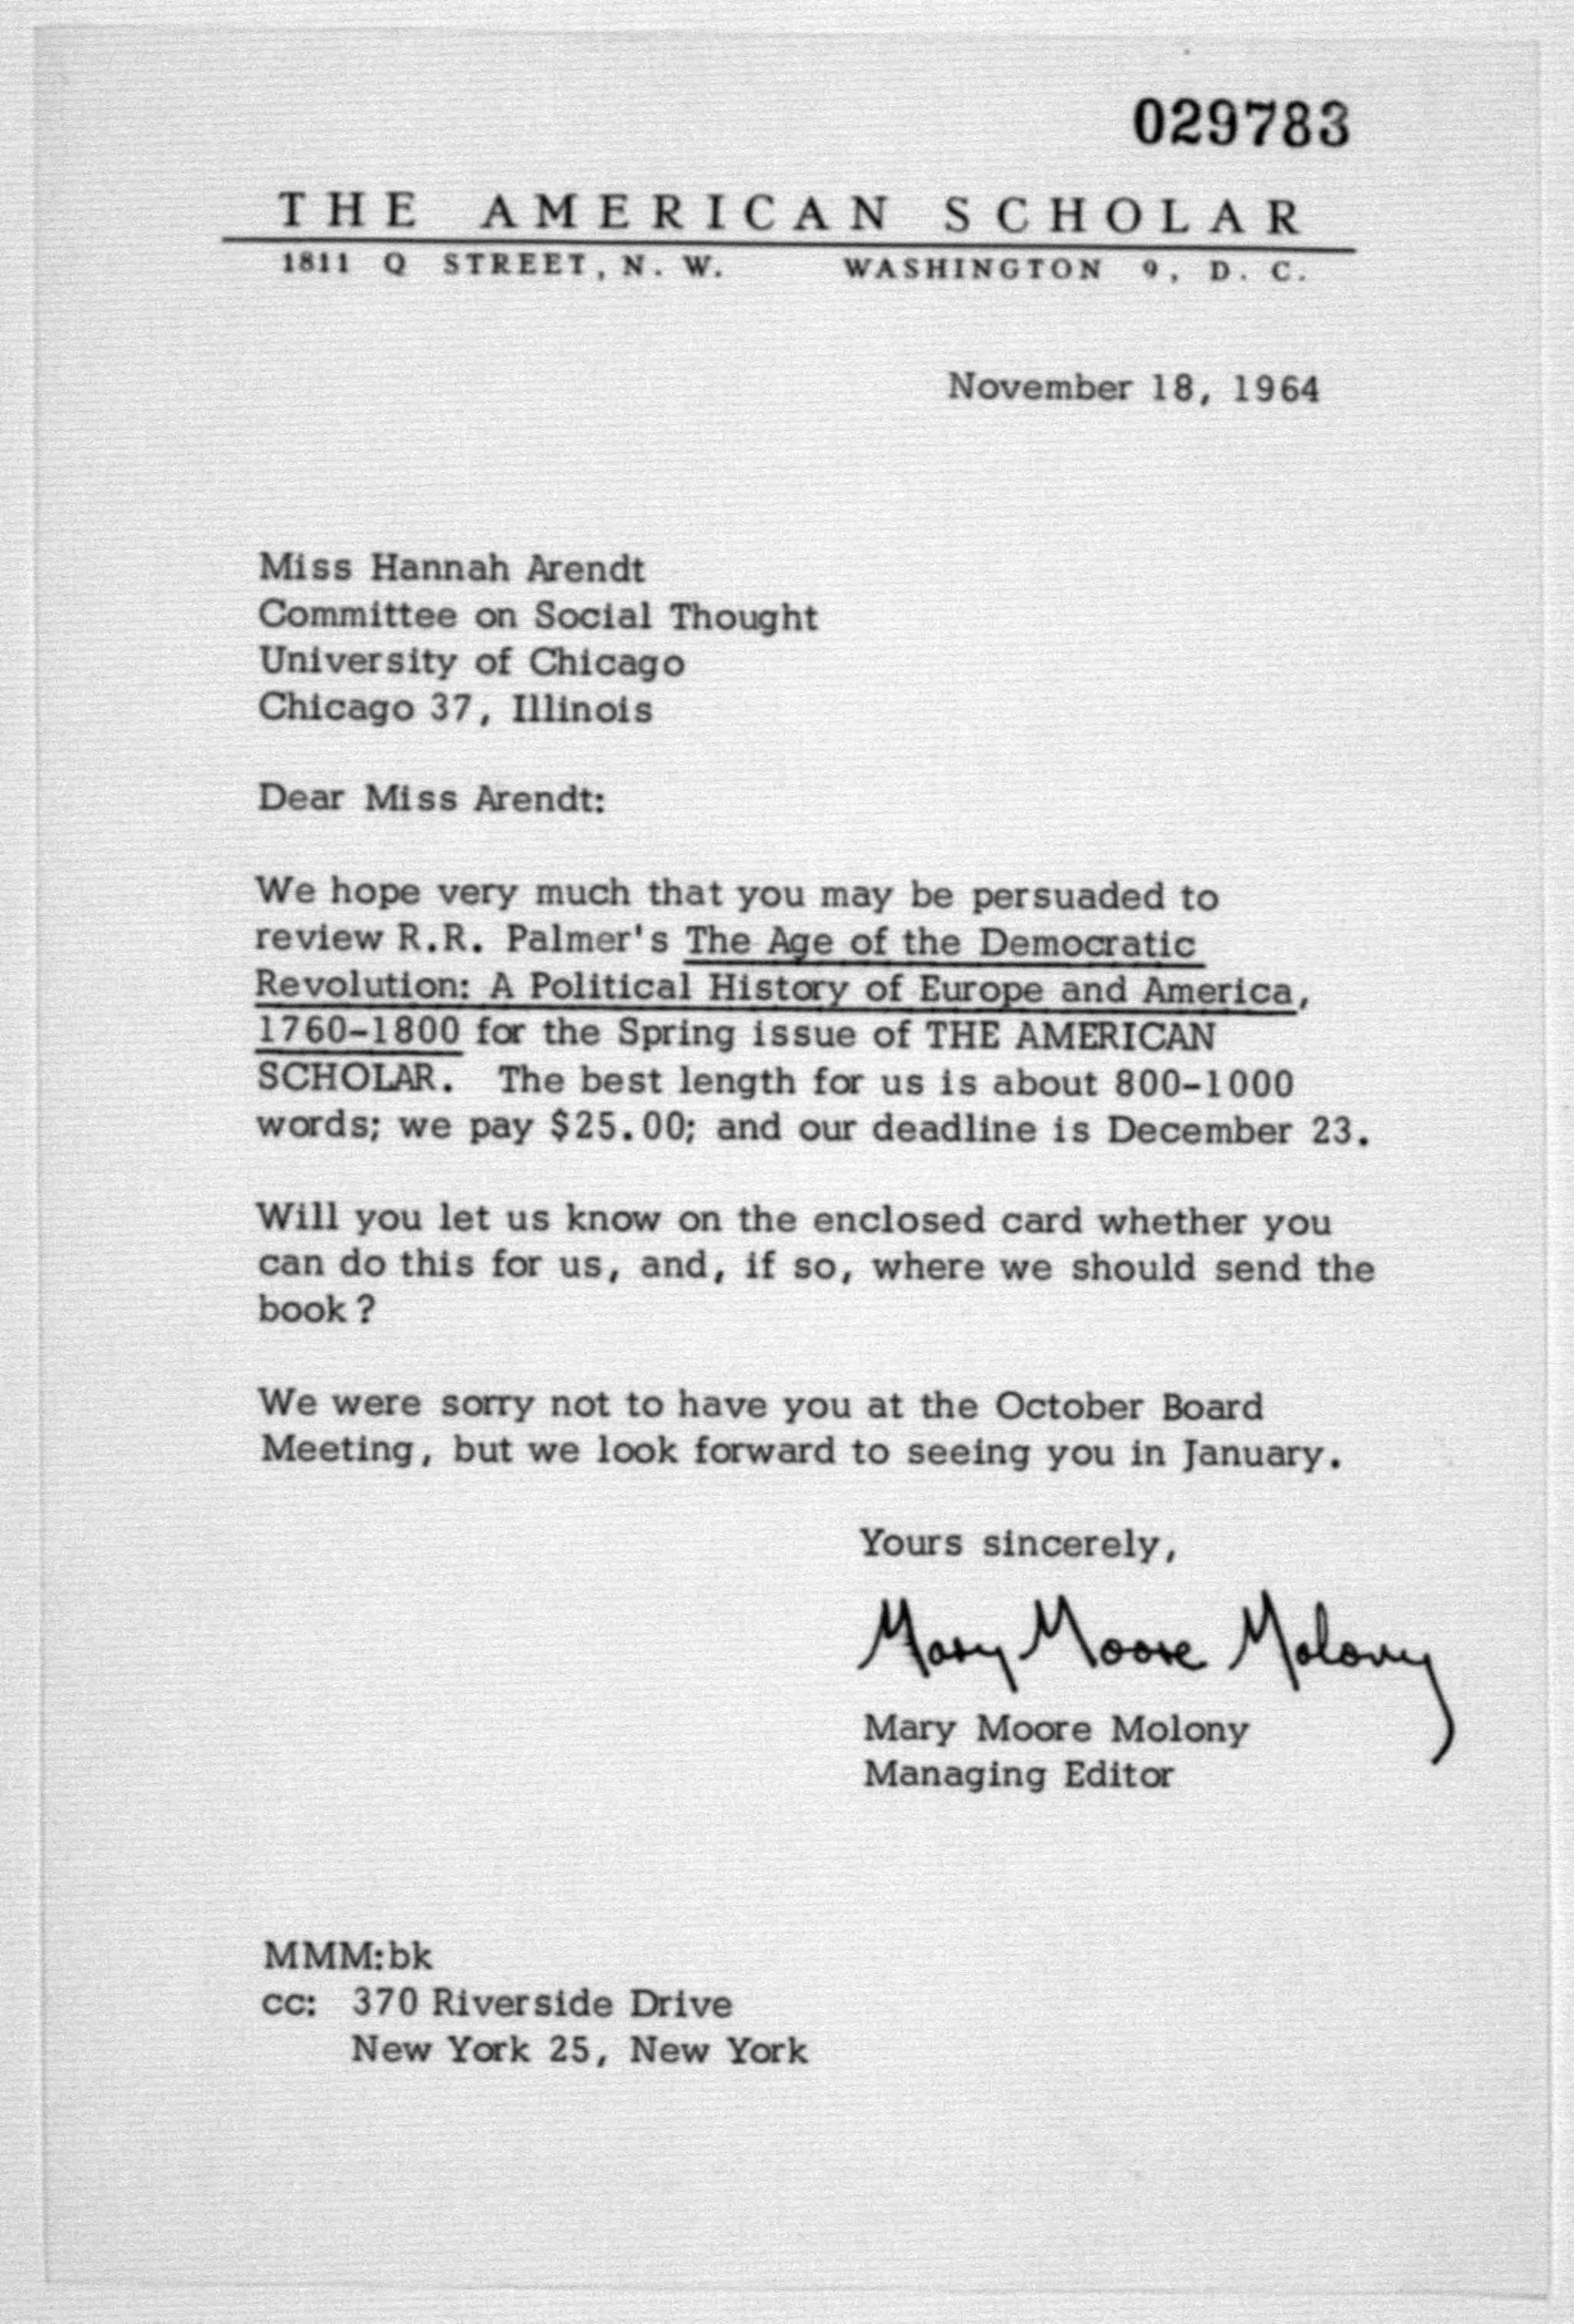 029783
THE AMERICAN SCHOLAR
1811 Q STREET, N. W. WASHINGTON 9, D. C.
November 18, 1964
Miss Hannah Arendt
Committee on Social Thought
University of Chicago
Chicago 37, Illinois
Dear Miss Arendt:
We hope very much that you may be persuaded to
review R.R. Palmer's The Age of the Democratic
Revolution: A Political History of Europe and America,
1760-1800 for the Spring issue of THE AMERICAN
SCHOLAR. The best length for us is about 800-1000
words; we pay $25.00; and our deadline is December 23.
Will you let us know on the enclosed card whether you
can do this for us, and, if so, where we should send the
book?
We were sorry not to have you at the October Board
Meeting, but we look forward to seeing you in January.
Yours sincerely,
Mary Moore Molony
Mary Moore Molony
Managing Editor
MMM:bk
cc: 370 Riverside Drive
New York 25, New York